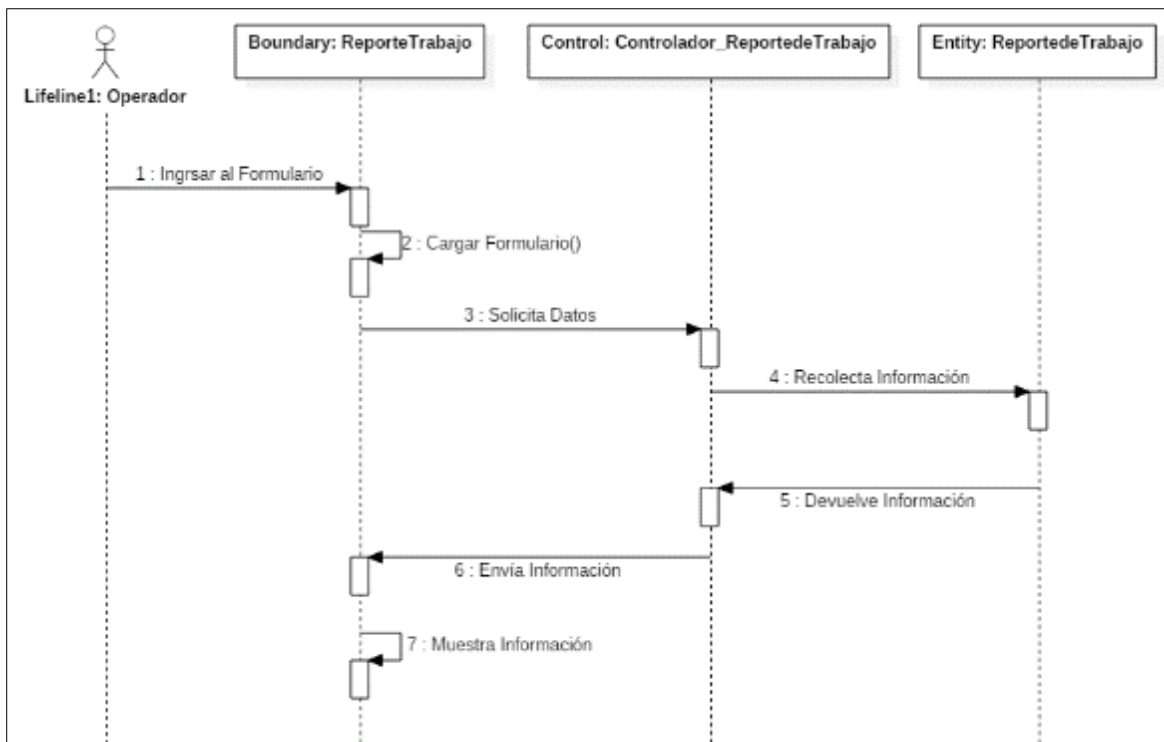 Boundary: ReporteTrabajo
Control: Controlador_ReportedeTrabajo
Entity: ReportedeTrabajo
Lifeline1: Operador
1 : Ingrsar al Formulario
2 : Cargar Formulario()
3 : Solicita Datos
4 : Recolecta Información
5 : Devuelve Información
6 : Envía Información
7 : Muestra Información